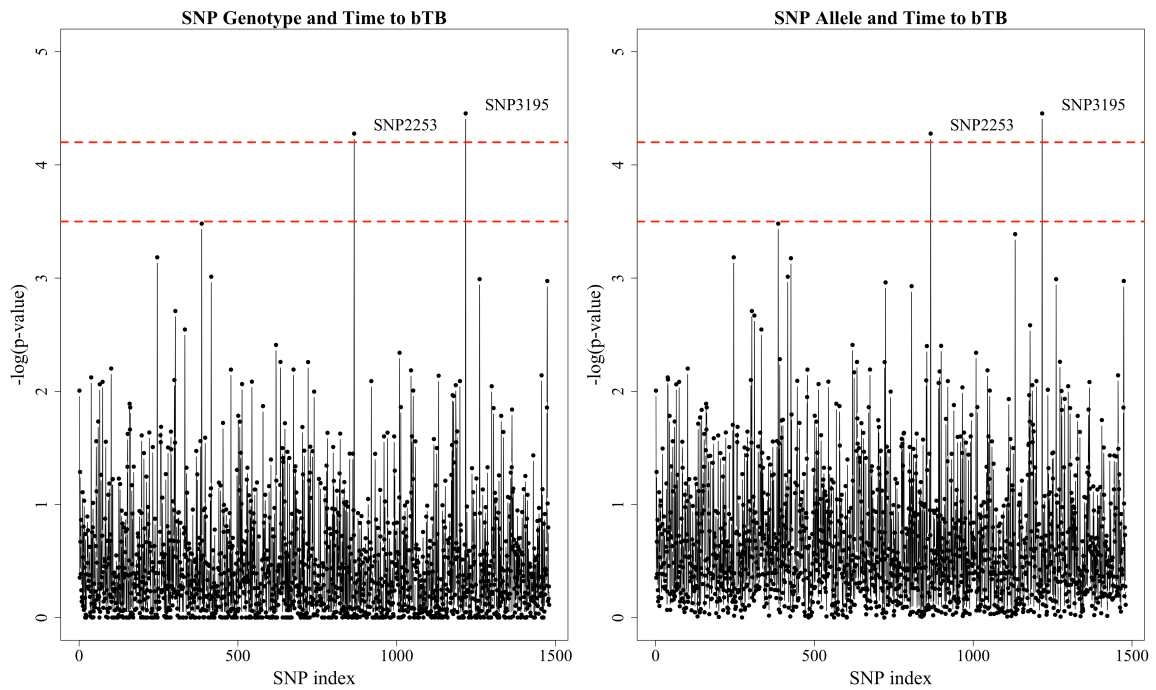 SNP Genotype and Time to bTB
5
4
3
2
1
0
-log(p-value)
SNP2253
SNP3195
0 500 1000 1500
SNP index
SNP Allele and Time to bTB
5
4
3
2
1
0
-log(p-value)
SNP2253
SNP3195
0 500 1000 1500
SNP index